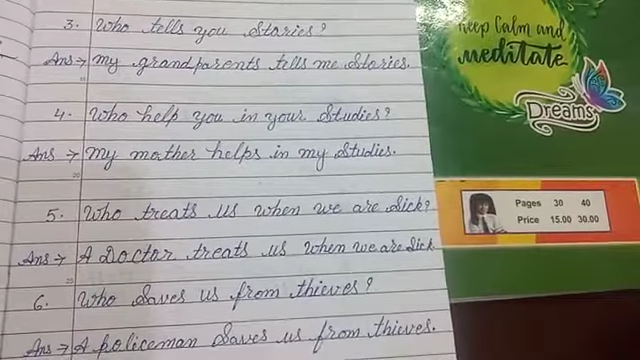 3. Who tells you stories?
Ans → my grandparents tells me stories.
4. Who help you in your studies?
Ans → my mother helps in my studies.
5. Who treats us when we are sick?
Ans → A Doctor treats us when we are sick
6. Who saves us from thieves?
Ans → A policeman saves us from thieves.
Keep Calm and
meditate
Dreams
Pages 30 40
Price 15.00 30.00